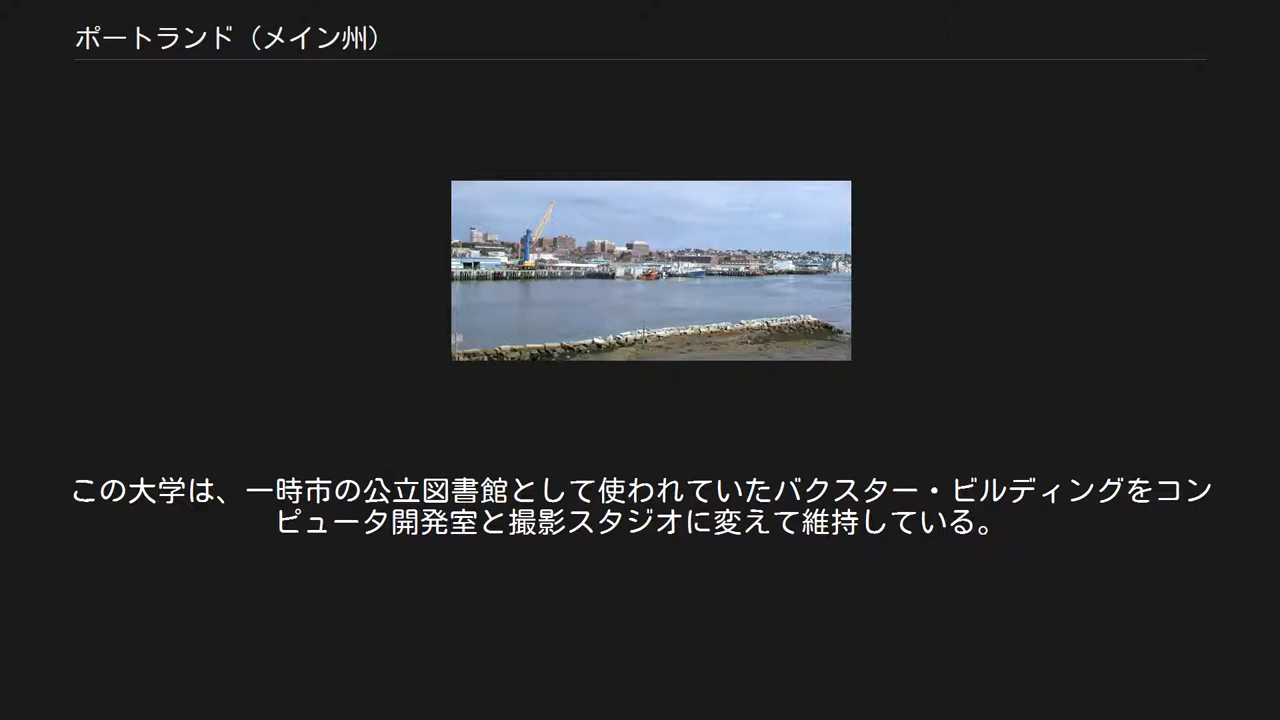 ポートランド（メイン州）
この大学は、一時市の公立図書館として使われていたバクスター・ビルディングをコン
ピュータ開発室と撮影スタジオに変えて維持している。